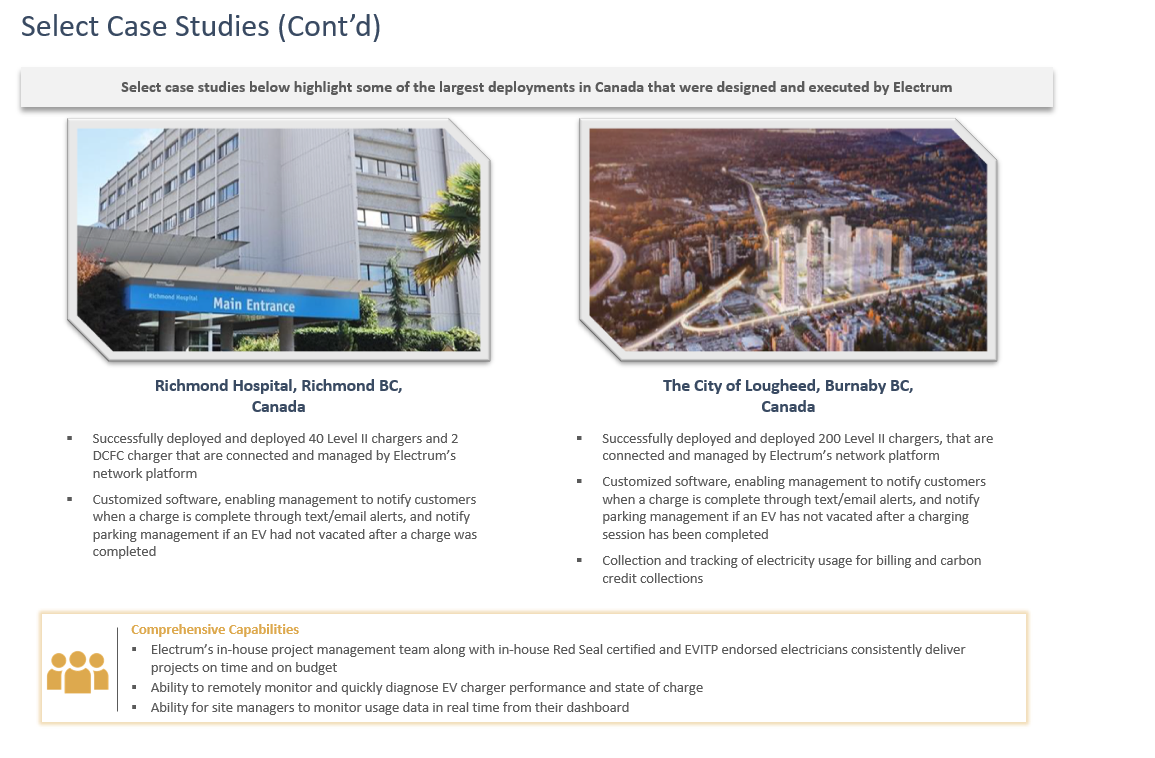 Select Case Studies (Cont’d)
Select case studies below highlight some of the largest deployments in Canada that were designed and executed by Electrum
Richmond Hospital
Milan Ilich Pavilion
Main Entrance
Richmond Hospital, Richmond BC,
Canada
▪ Successfully deployed and deployed 40 Level II chargers and 2
DCFC charger that are connected and managed by Electrum’s
network platform
▪ Customized software, enabling management to notify customers
when a charge is complete through text/email alerts, and notify
parking management if an EV had not vacated after a charge was
completed
The City of Lougheed, Burnaby BC,
Canada
▪ Successfully deployed and deployed 200 Level II chargers, that are
connected and managed by Electrum’s network platform
▪ Customized software, enabling management to notify customers
when a charge is complete through text/email alerts, and notify
parking management if an EV has not vacated after a charging
session has been completed
▪ Collection and tracking of electricity usage for billing and carbon
credit collections
Comprehensive Capabilities
▪ Electrum’s in-house project management team along with in-house Red Seal certified and EVITP endorsed electricians consistently deliver
projects on time and on budget
▪ Ability to remotely monitor and quickly diagnose EV charger performance and state of charge
▪ Ability for site managers to monitor usage data in real time from their dashboard